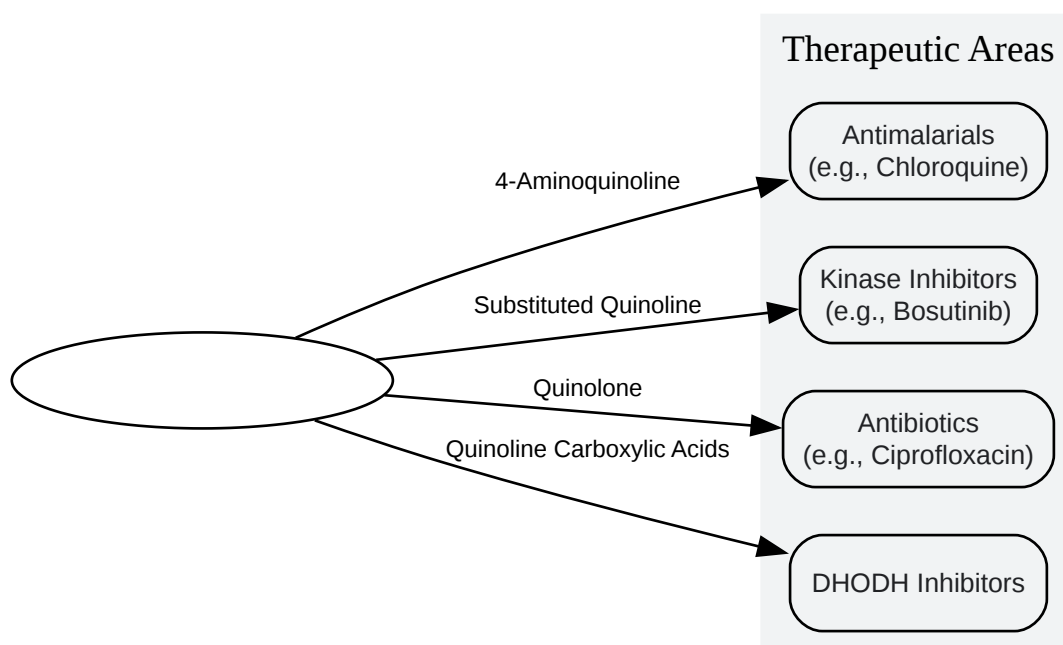 Therapeutic Areas
Antimalarials
(e.g., Chloroquine)
4-Aminoquinoline
Kinase Inhibitors
(e.g., Bosutinib)
Substituted Quinoline
Quinolone
Antibiotics
(e.g., Ciprofloxacin)
Quinoline Carboxylic Acids
DHODH Inhibitors